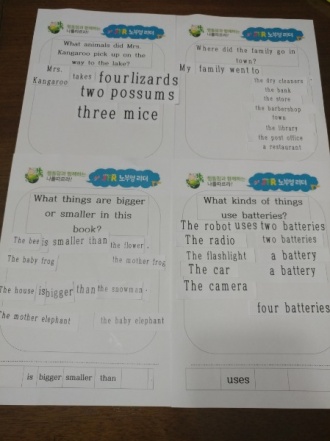 What animals did Mrs.
Kangaroo pick up on the
way to the lake?
Mrs.
Kangaroo takes four lizards
two possums
three mice
Where did the family go in
town?
My family went to
the dry cleaners
the bank
the store
the barbershop
town
the library
the post office
a restaurant
What things are bigger
or smaller in this
book?
The bee is smaller than the flower.
The baby frog the mother frog
The house is bigger than the snowman.
The mother elephant the baby elephant
is bigger smaller than
What kinds of things
use batteries?
The robot uses two batteries
The radio two batteries
The flashlight a battery
The car a battery
The camera
four batteries
uses